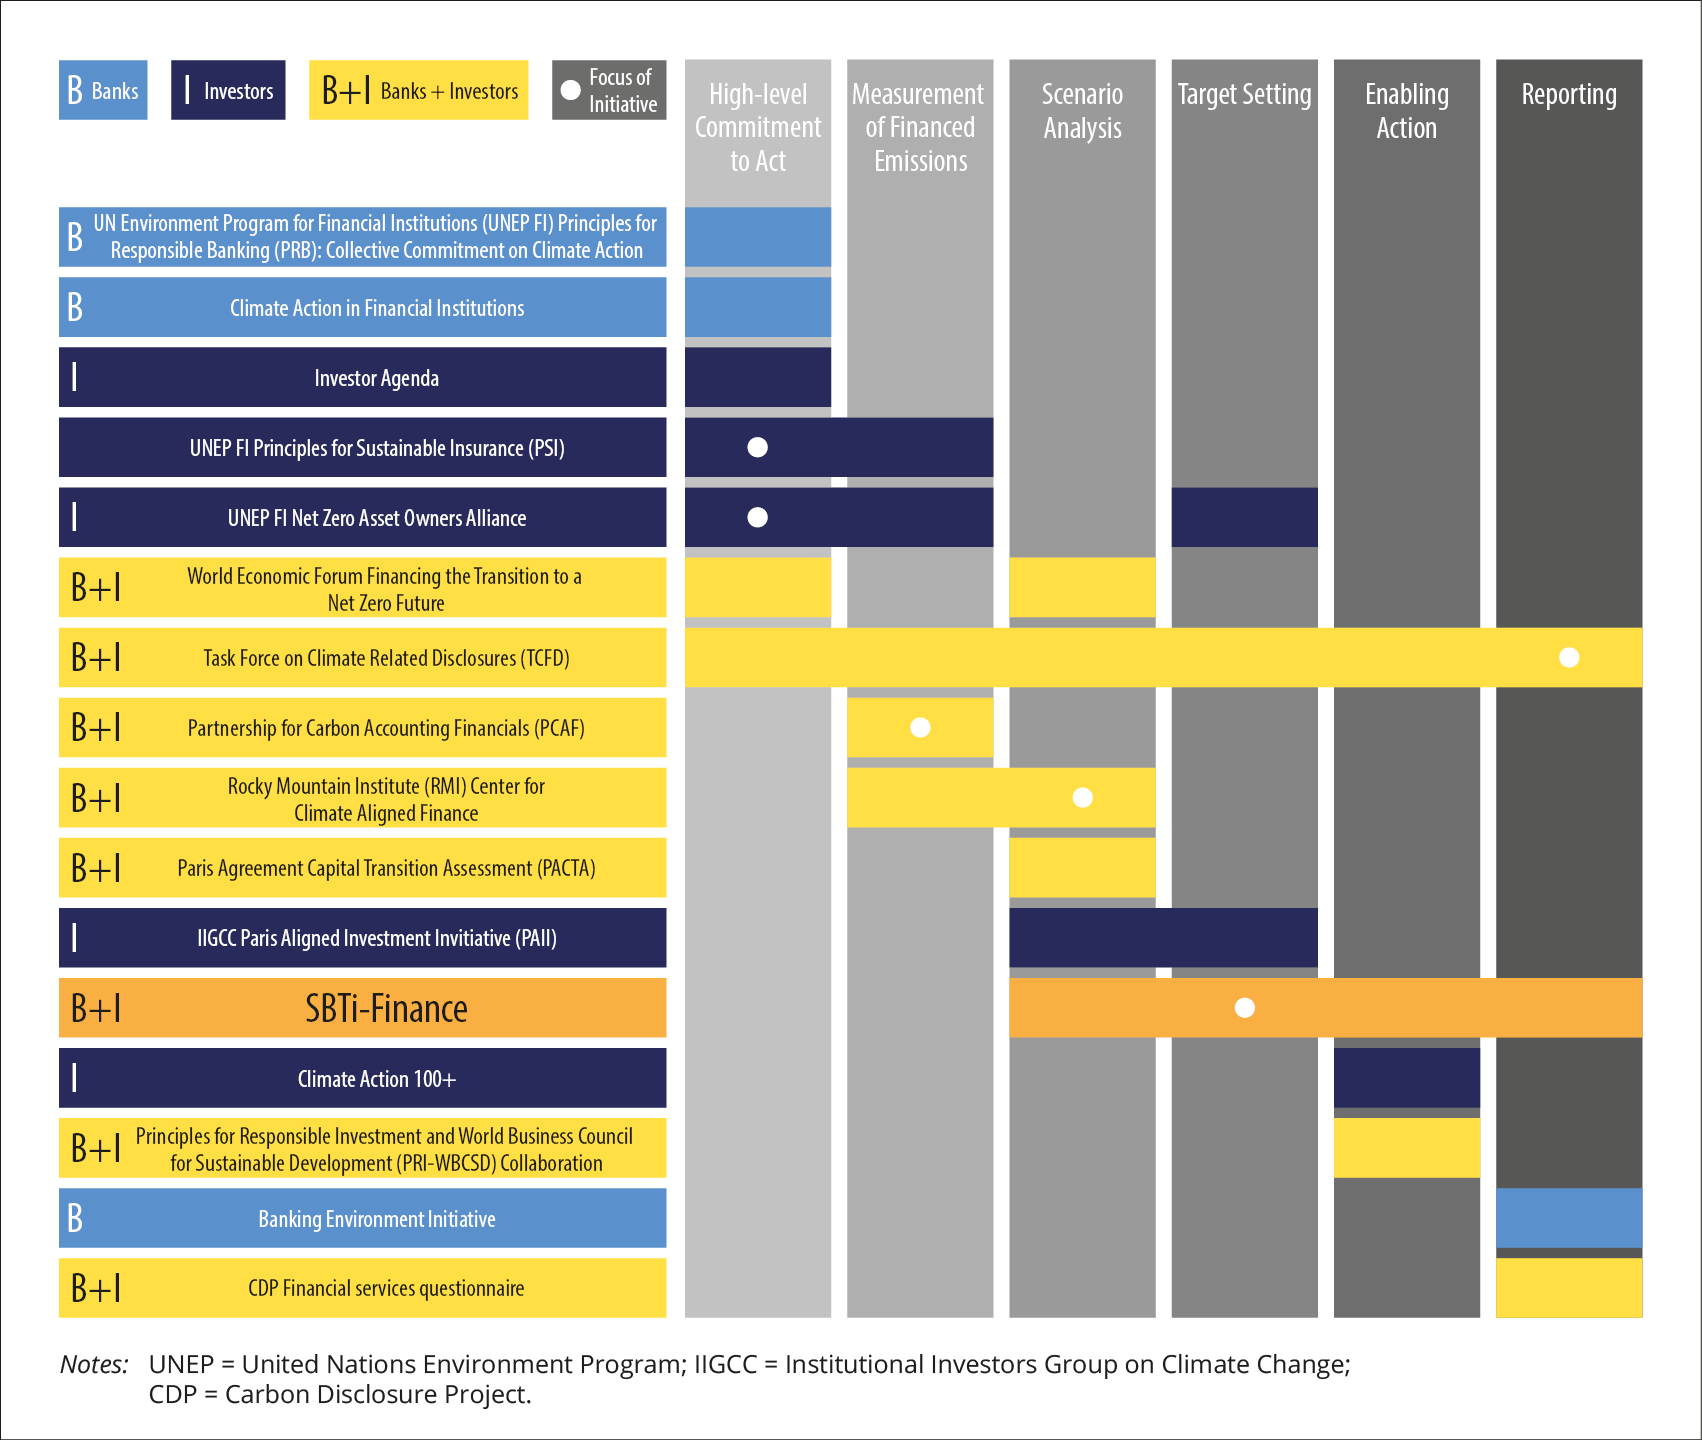 B Banks
I Investors
B+I Banks + Investors
Focus of
Initiative
High-level
Commitment
to Act
Measurement
of Financed
Emissions
Scenario
Analysis
Target Setting
Enabling
Action
Reporting
B UN Environment Program for Financial Institutions (UNEP FI) Principles for
Responsible Banking (PRB): Collective Commitment on Climate Action
B Climate Action in Financial Institutions
I Investor Agenda
UNEP FI Principles for Sustainable Insurance (PSI)
I UNEP FI Net Zero Asset Owners Alliance
B+I World Economic Forum Financing the Transition to a
Net Zero Future
B+I Task Force on Climate Related Disclosures (TCFD)
B+I Partnership for Carbon Accounting Financials (PCAF)
B+I Rocky Mountain Institute (RMI) Center for
Climate Aligned Finance
B+I Paris Agreement Capital Transition Assessment (PACTA)
I IIGCC Paris Aligned Investment Invitiative (PAII)
B+I SBTi-Finance
I Climate Action 100+
B+I Principles for Responsible Investment and World Business Council
for Sustainable Development (PRI-WBCSD) Collaboration
B Banking Environment Initiative
B+I CDP Financial services questionnaire
Notes: UNEP = United Nations Environment Program; IIGCC = Institutional Investors Group on Climate Change;
CDP = Carbon Disclosure Project.